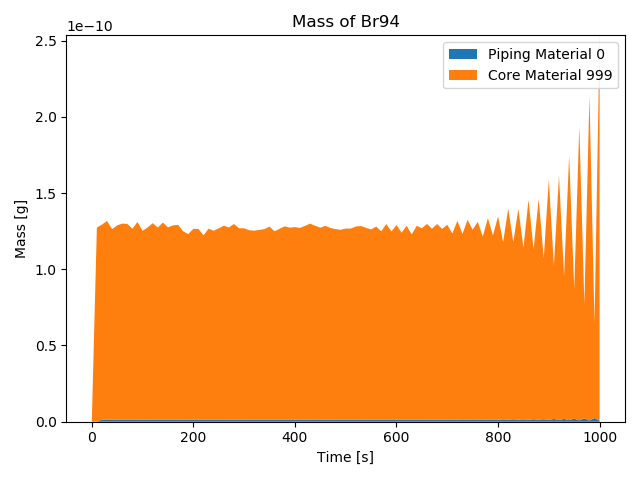 Mass of Br94
1e−10
2.5
2.0
1.5
1.0
0.5
0.0
Mass [g]
Piping Material 0
Core Material 999
0
200
400
600
800
1000
Time [s]